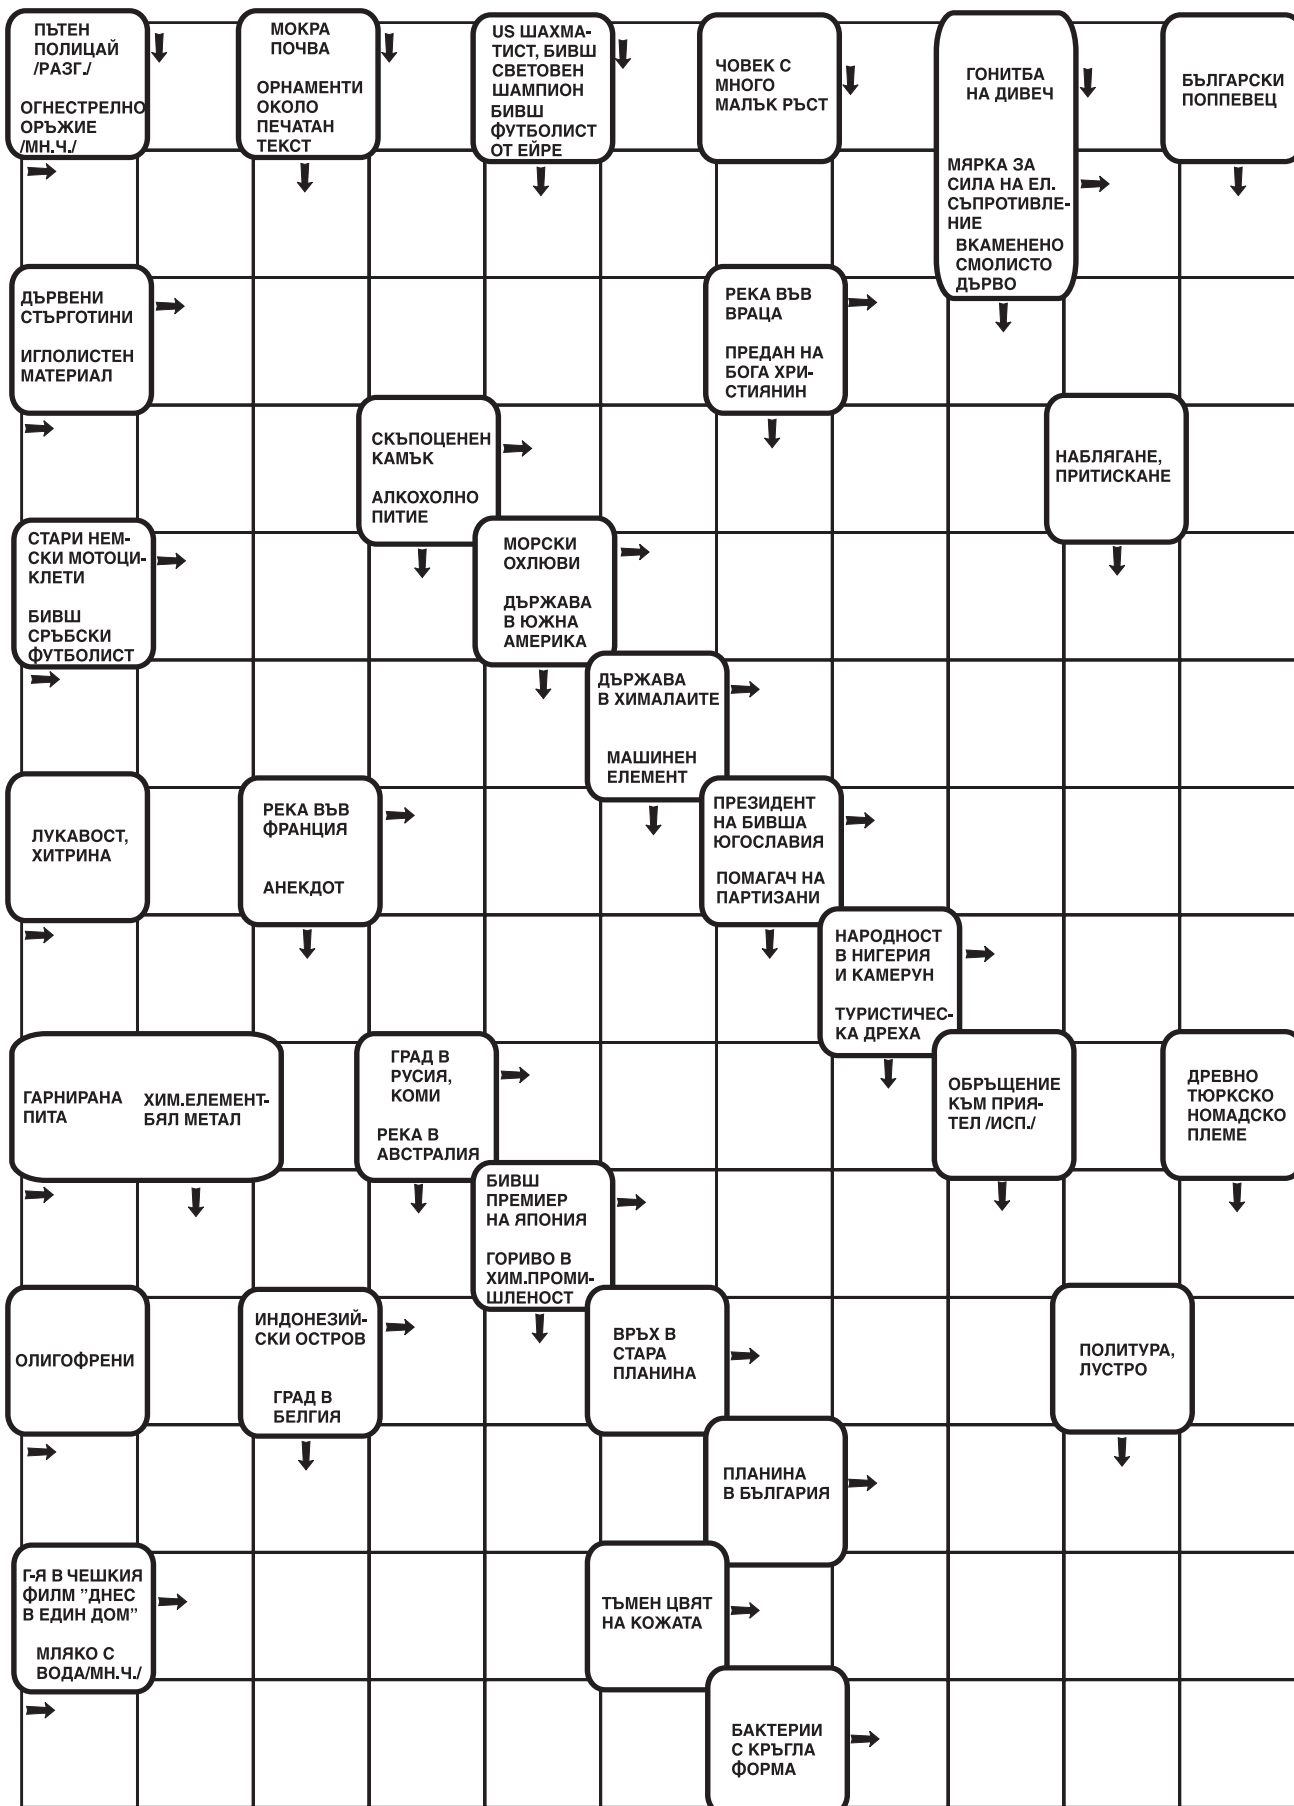 ПЪТЕН
ПОЛИЦАЙ
/РАЗГ./
ОГНЕСТРЕЛНО
ОРЪЖИЕ
/МН.Ч./
МОКРА
ПОЧВА
ОРНАМЕНТИ
ОКОЛО
ПЕЧАТАН
ТЕКСТ
US ШАХМА-
ТИСТ, БИВШ
СВЕТОВЕН
ШАМПИОН
БИВШ
ФУТБОЛИСТ
ОТ ЕЙРЕ
ЧОВЕК С
МНОГО
МАЛЪК РЪСТ
ГОНИТБА
НА ДИВЕЧ
МЯРКА ЗА
СИЛА НА ЕЛ.
СЪПРОТИВЛЕ-
НИЕ
ВКАМЕНЕНО
СМОЛИСТО
ДЪРВО
БЪЛГАРСКИ
ПОППЕВЕЦ
ДЪРВЕНИ
СТЪРГОТИНИ
ИГЛОЛИСТЕН
МАТЕРИАЛ
РЕКА ВЪВ
ВРАЦА
ПРЕДАН НА
БОГА ХРИ-
СТИЯНИН
СКЪПОЦЕНЕН
КАМЪК
АЛКОХОЛНО
ПИТИЕ
НАБЛЯГАНЕ,
ПРИТИСКАНЕ
СТАРИ НЕМ-
СКИ МОТОЦИ-
КЛЕТИ
БИВШ
СРЪБСКИ
ФУТБОЛИСТ
МОРСКИ
ОХЛЮВИ
ДЪРЖАВА
В ЮЖНА
АМЕРИКА
ДЪРЖАВА
В ХИМАЛАИТЕ
МАШИНЕН
ЕЛЕМЕНТ
ЛУКАВОСТ,
ХИТРИНА
РЕКА ВЪВ
ФРАНЦИЯ
АНЕКДОТ
ПРЕЗИДЕНТ
НА БИВША
ЮГОСЛАВИЯ
ПОМАГАЧ НА
ПАРТИЗАНИ
НАРОДНОСТ
В НИГЕРИЯ
И КАМЕРУН
ТУРИСТИЧЕС-
КА ДРЕХА
ГАРНИРАНА
ПИТА
ХИМ.ЕЛЕМЕНТ-
БЯЛ МЕТАЛ
ГРАД В
РУСИЯ,
КОМИ
РЕКА В
АВСТРАЛИЯ
ОБРЪЩЕНИЕ
КЪМ ПРИЯ-
ТЕЛ /ИСП./
ДРЕВНО
ТЮРКСКО
НОМАДСКО
ПЛЕМЕ
БИВШ
ПРЕМИЕР
НА ЯПОНИЯ
ГОРИВО В
ХИМ.ПРОМИ-
ШЛЕНОСТ
ОЛИГОФРЕНИ
ИНДОНЕЗИЙ-
СКИ ОСТРОВ
ГРАД В
БЕЛГИЯ
ВРЪХ В
СТАРА
ПЛАНИНА
ПОЛИТУРА,
ЛУСТРО
ПЛАНИНА
В БЪЛГАРИЯ
Г-Я В ЧЕШКИЯ
ФИЛМ "ДНЕС
В ЕДИН ДОМ"
МЛЯКО С
ВОДА/МН.Ч./
ТЪМЕН ЦВЯТ
НА КОЖАТА
БАКТЕРИИ
С КРЪГЛА
ФОРМА